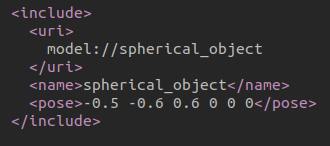 <include>
<uri>
model://spherical_object
</uri>
<name>spherical_object</name>
<pose>-0.5 -0.6 0.6 0 0 0</pose>
</include>